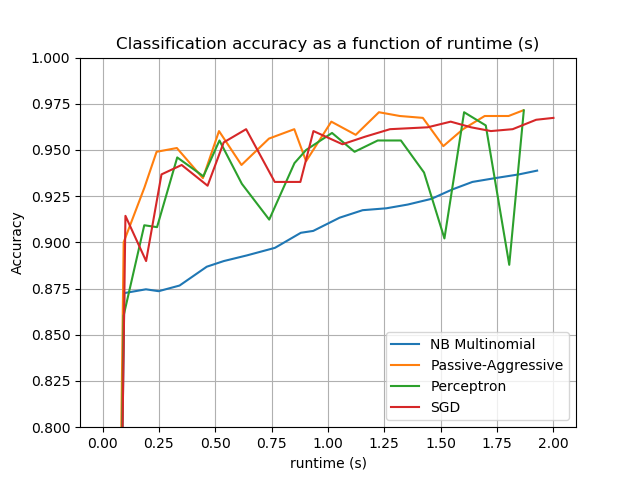 Classification accuracy as a function of runtime (s)
1.000
0.975
0.950
0.925
0.900
0.875
0.850
0.825
0.800
Accuracy
NB Multinomial
Passive-Aggressive
Perceptron
SGD
0.00 0.25 0.50 0.75 1.00 1.25 1.50 1.75 2.00
runtime (s)